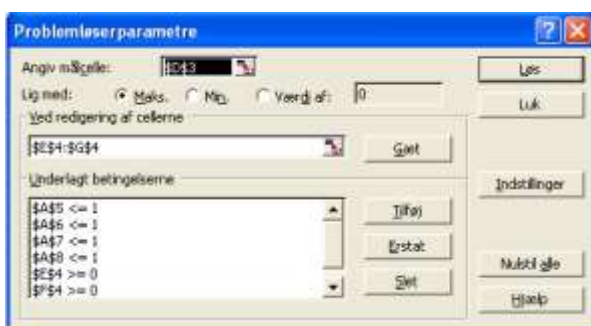 Problemløserparametre
Angiv målcelle: $D$3
Løs
Lig med: Maks. Min. Værdi af: 0
Luk
Ved redigering af cellerne
$E$4:$G$4
Gæt
Underlagt betingelserne
Indstillinger
$A$5 <= 1
Tilføj
$A$6 <= 1
$A$7 <= 1
Erstat
$A$8 <= 1
$E$4 >= 0
Slet
Nulstil alle
$F$4 >= 0
Hjælp